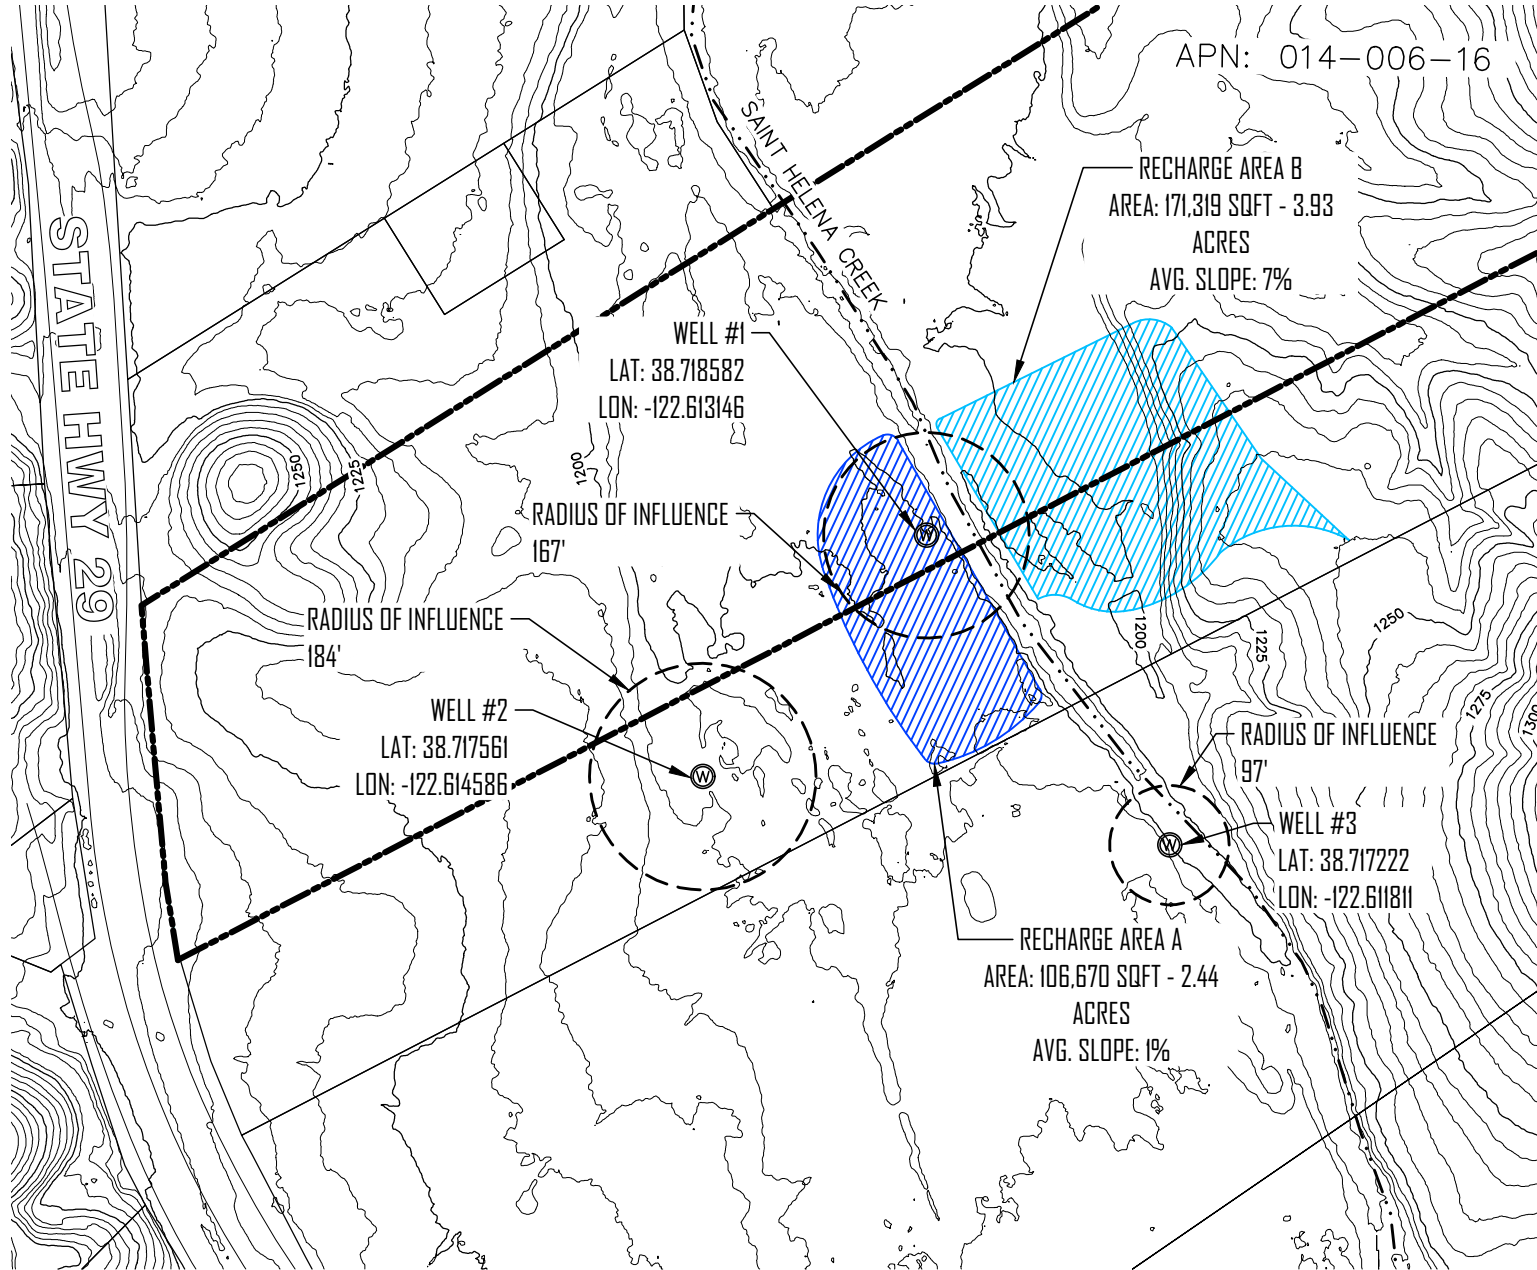 APN: 014-006-16
SAINT HELENA CREEK
RECHARGE AREA B
AREA: 171,319 SQFT - 3.93
ACRES
AVG. SLOPE: 7%
STATE HWY 29
WELL #1
LAT: 38.718582
LON: -122.613146
1250
1225
1200
RADIUS OF INFLUENCE
167'
W
RADIUS OF INFLUENCE
184'
WELL #2
LAT: 38.717561
LON: -122.614586
W
1200
1225
1250
1275
1300
RADIUS OF INFLUENCE
97'
WELL #3
LAT: 38.717222
LON: -122.611811
W
RECHARGE AREA A
AREA: 106,670 SQFT - 2.44
ACRES
AVG. SLOPE: 1%